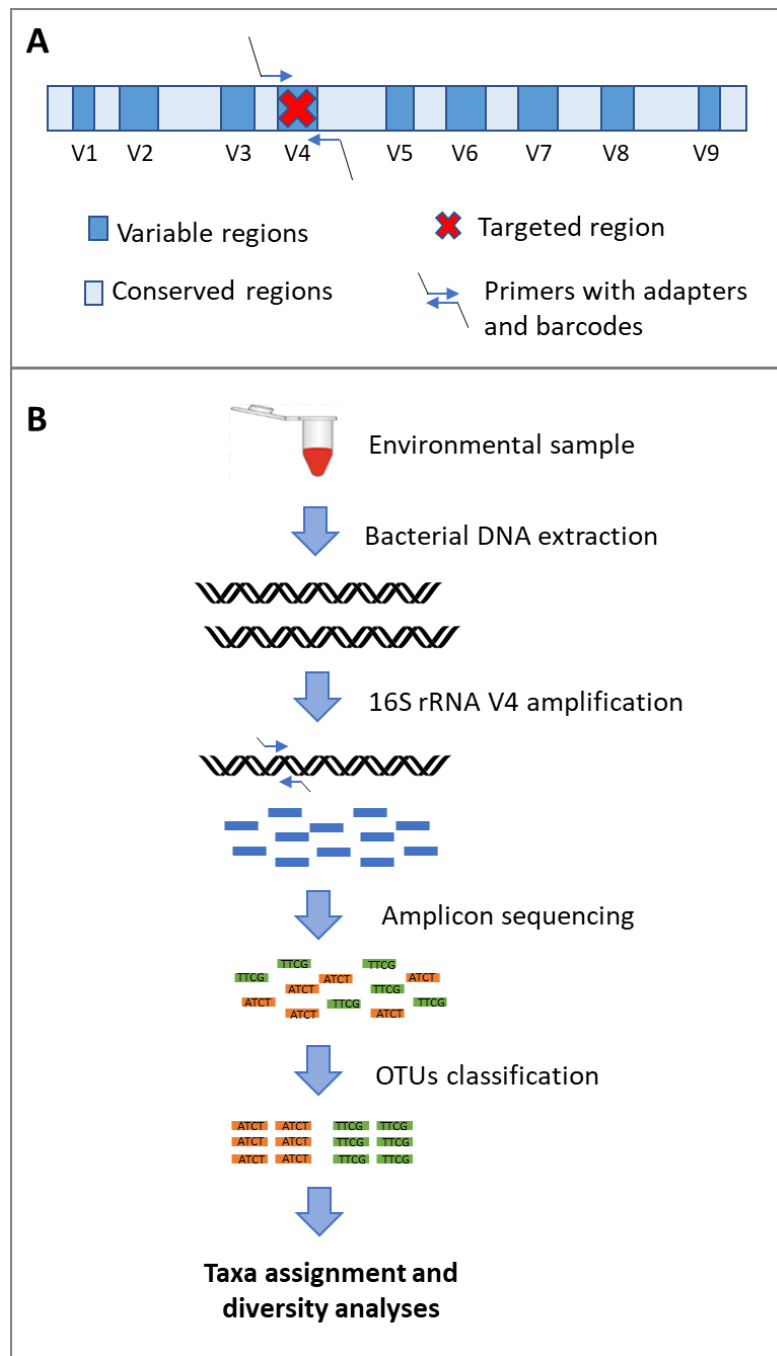 A
V1 V2 V3 V4 V5 V6 V7 V8 V9
Variable regions
Targeted region
Conserved regions
Primers with adapters
and barcodes
B
Environmental sample
Bacterial DNA extraction
16S rRNA V4 amplification
Amplicon sequencing
TTCG TTCG
TTCG ATCT ATCT
ATCT TTCG
ATCT TTCG TTCG
ATCT ATCT
OTUs classification
ATCT ATCT TTCG TTCG
ATCT ATCT TTCG TTCG
ATCT ATCT TTCG TTCG
Taxa assignment and
diversity analyses